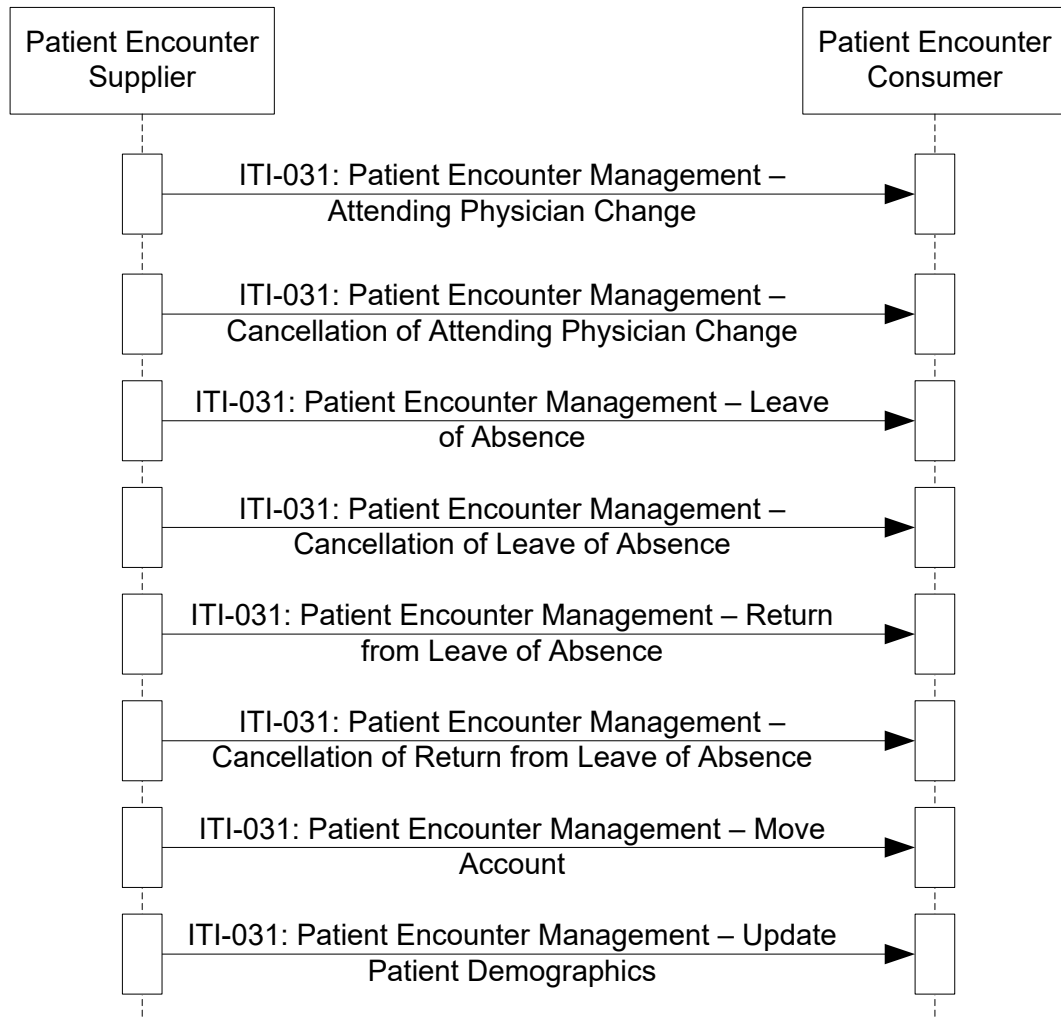 Patient Encounter
Supplier
Patient Encounter
Consumer
ITI-031: Patient Encounter Management –
Attending Physician Change
ITI-031: Patient Encounter Management –
Cancellation of Attending Physician Change
ITI-031: Patient Encounter Management – Leave
of Absence
ITI-031: Patient Encounter Management –
Cancellation of Leave of Absence
ITI-031: Patient Encounter Management – Return
from Leave of Absence
ITI-031: Patient Encounter Management –
Cancellation of Return from Leave of Absence
ITI-031: Patient Encounter Management – Move
Account
ITI-031: Patient Encounter Management – Update
Patient Demographics